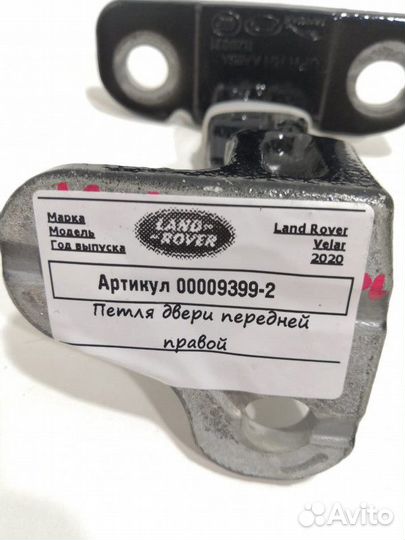 Марка
Модель
Год выпуска
LAND ROVER
Land Rover
Velar
2020
Артикул 00009399-2
Петля двери передней
правой
Avito